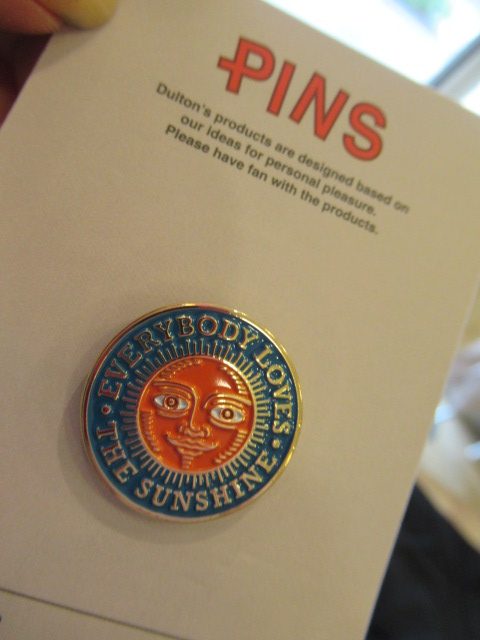 PINS
Dulton's products are designed based on
our ideas for personal pleasure.
Please have fan with the products.
• EVERYBODY LOVES •
THE SUNSHINE